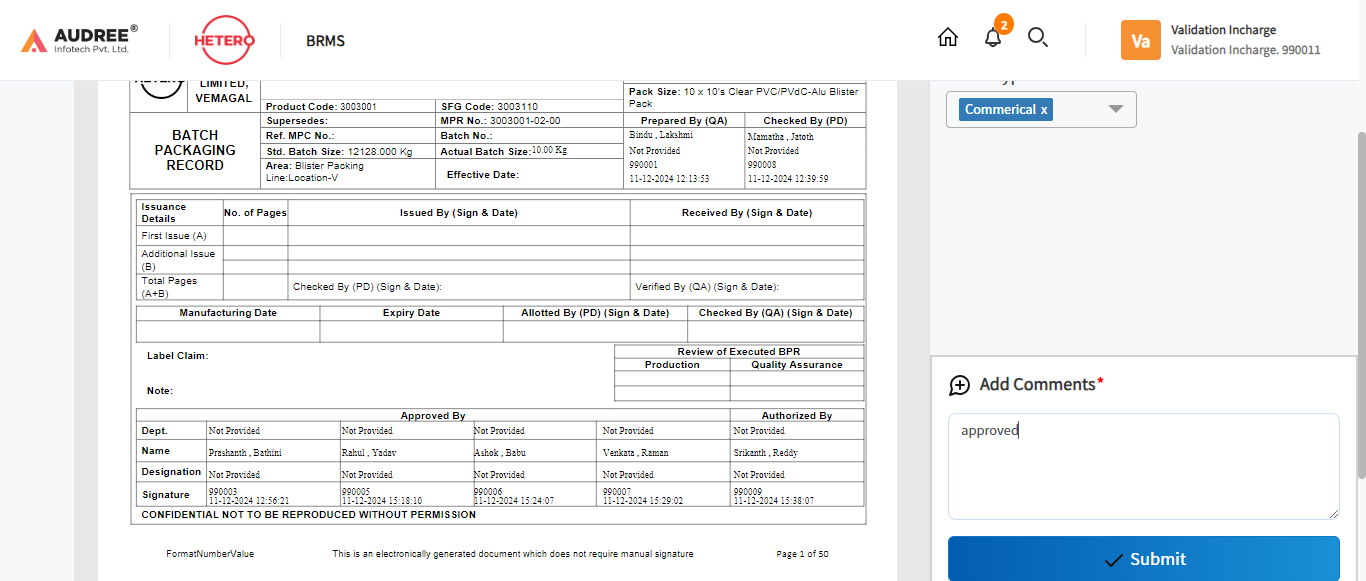 AUDREE®
Infotech Pvt. Ltd.
HETERO
BRMS
2
Va
Validation Incharge
Validation Incharge. 990011
LIMITED,
VEMAGAL
Pack Size: 10 x 10's Clear PVC/PVdC-Alu Blister
Pack
Product Code: 3003001
SFG Code: 3003110
Supersedes:
MPR No.: 3003001-02-00
Prepared By (QA)
Checked By (PD)
BATCH
PACKAGING
RECORD
Ref. MPC No.:
Batch No.:
Std. Batch Size: 12128.000 Kg
Actual Batch Size:10.00 Kg
Area: Blister Packing
Line:Location-V
Effective Date:
Bindu , Lakshmi
Not Provided
990001
11-12-2024 12:13:53
Mamatha , Jatoth
Not Provided
990008
11-12-2024 12:39:59
Issuance
Details
No. of Pages
Issued By (Sign & Date)
Received By (Sign & Date)
First Issue (A)
Additional Issue
(B)
Total Pages
(A+B)
Checked By (PD) (Sign & Date):
Verified By (QA) (Sign & Date):
Manufacturing Date
Expiry Date
Allotted By (PD) (Sign & Date)
Checked By (QA) (Sign & Date)
Label Claim:
Review of Executed BPR
Production
Quality Assurance
Note:
Approved By
Authorized By
Dept.
Not Provided
Not Provided
Not Provided
Not Provided
Not Provided
Name
Prashanth , Bathini
Rahul , Yadav
Ashok , Babu
Venkata , Raman
Srikanth , Reddy
Designation
Not Provided
Not Provided
Not Provided
Not Provided
Not Provided
Signature
990003
11-12-2024 12:56:21
990005
11-12-2024 15:18:10
990006
11-12-2024 15:24:07
990007
11-12-2024 15:29:02
990009
11-12-2024 15:38:07
CONFIDENTIAL NOT TO BE REPRODUCED WITHOUT PERMISSION
FormatNumberValue
This is an electronically generated document which does not require manual signature
Page 1 of 50
Commerical x
Add Comments*
approved
Submit